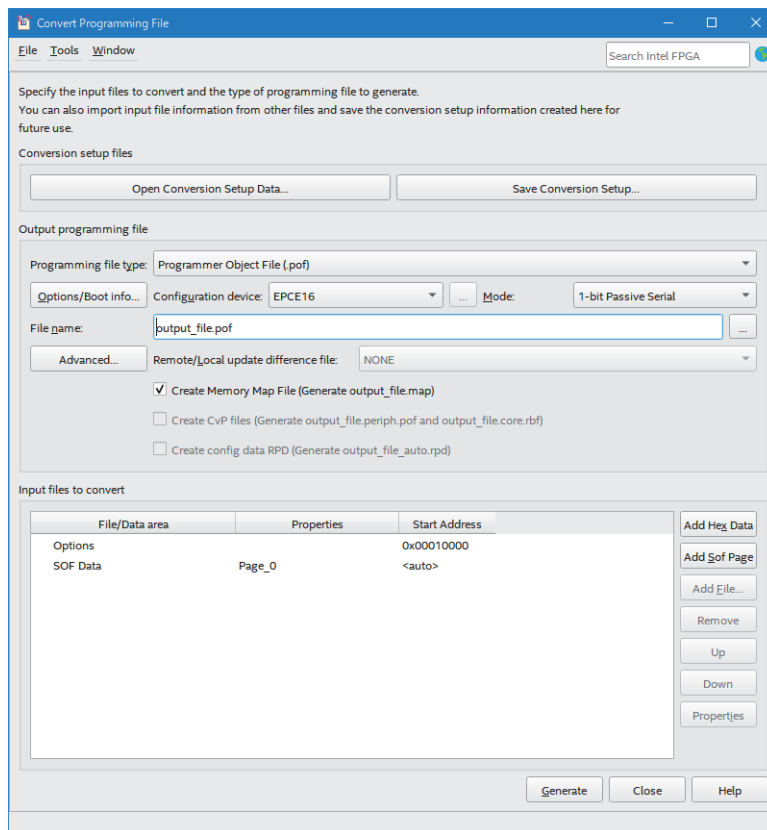 Convert Programming File
File Tools Window
Search Intel FPGA
Specify the input files to convert and the type of programming file to generate.
You can also import input file information from other files and save the conversion setup information created here for
future use.
Conversion setup files
Open Conversion Setup Data... Save Conversion Setup...
Output programming file
Programming file type: Programmer Object File (.pof)
Options/Boot info... Configuration device: EPCE16 ... Mode: 1-bit Passive Serial
File name: output_file.pof ...
Advanced... Remote/Local update difference file: NONE
Create Memory Map File (Generate output_file.map)
Create CvP files (Generate output_file.periph.pof and output_file.core.rbf)
Create config data RPD (Generate output_file_auto.rpd)
Input files to convert
File/Data area Properties Start Address
Options 0x00010000
SOF Data Page_0 <auto>
Add Hex Data
Add Sof Page
Add File...
Remove
Up
Down
Properties
Generate Close Help